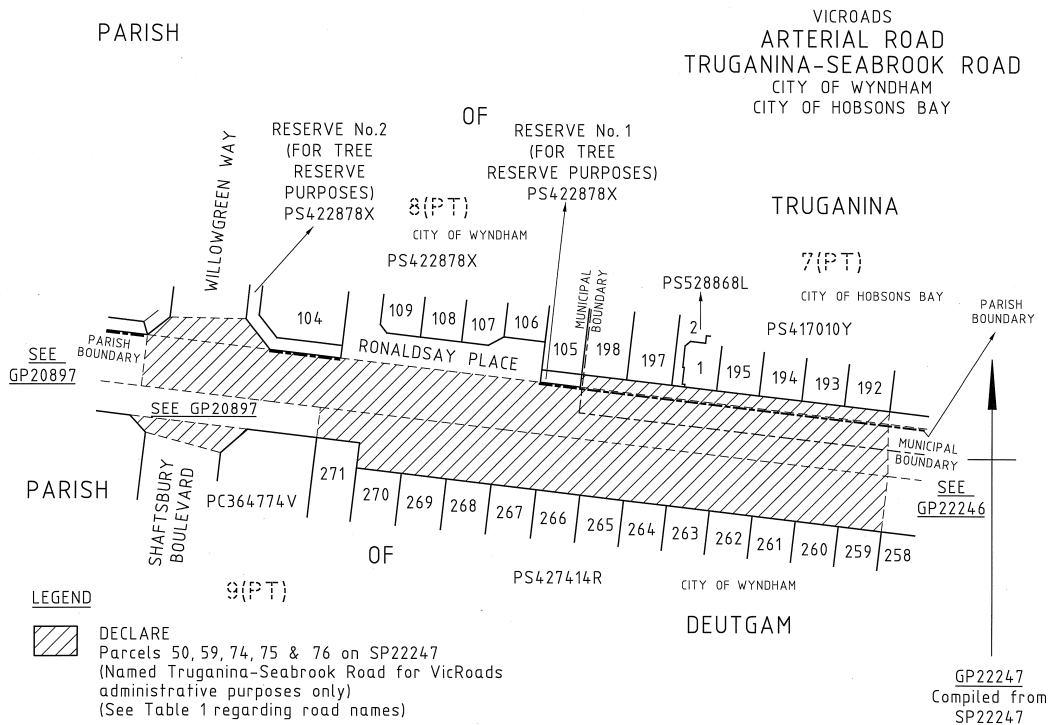 PARISH
VICROADS
ARTERIAL ROAD
TRUGANINA-SEABROOK ROAD
CITY OF WYNDHAM
CITY OF HOBSONS BAY
OF
WILLOWGREEN WAY
RESERVE No.2
(FOR TREE
RESERVE
PURPOSES)
PS422878X
RESERVE No. 1
(FOR TREE
RESERVE PURPOSES)
PS422878X
8(PT)
CITY OF WYNDHAM
PS422878X
TRUGANINA
7(PT)
CITY OF HOBSONS BAY
PS417010Y
PS528868L
PARISH
BOUNDARY
MUNICIPAL
BOUNDARY
104
109
108
107
106
105
198
197
2
1
195
194
193
192
RONALDSAY PLACE
PARISH
BOUNDARY
SEE
GP20897
SEE GP20897
MUNICIPAL
BOUNDARY
SEE
GP22246
PARISH
SHAFTSBURY
BOULEVARD
PC364774V
271
270
269
268
267
266
265
264
263
262
261
260
259
258
OF
9(PT)
PS427414R
CITY OF WYNDHAM
DEUTGAM
LEGEND
DECLARE
Parcels 50, 59, 74, 75 & 76 on SP22247
(Named Truganina-Seabrook Road for VicRoads
administrative purposes only)
(See Table 1 regarding road names)
GP22247
Compiled from
SP22247